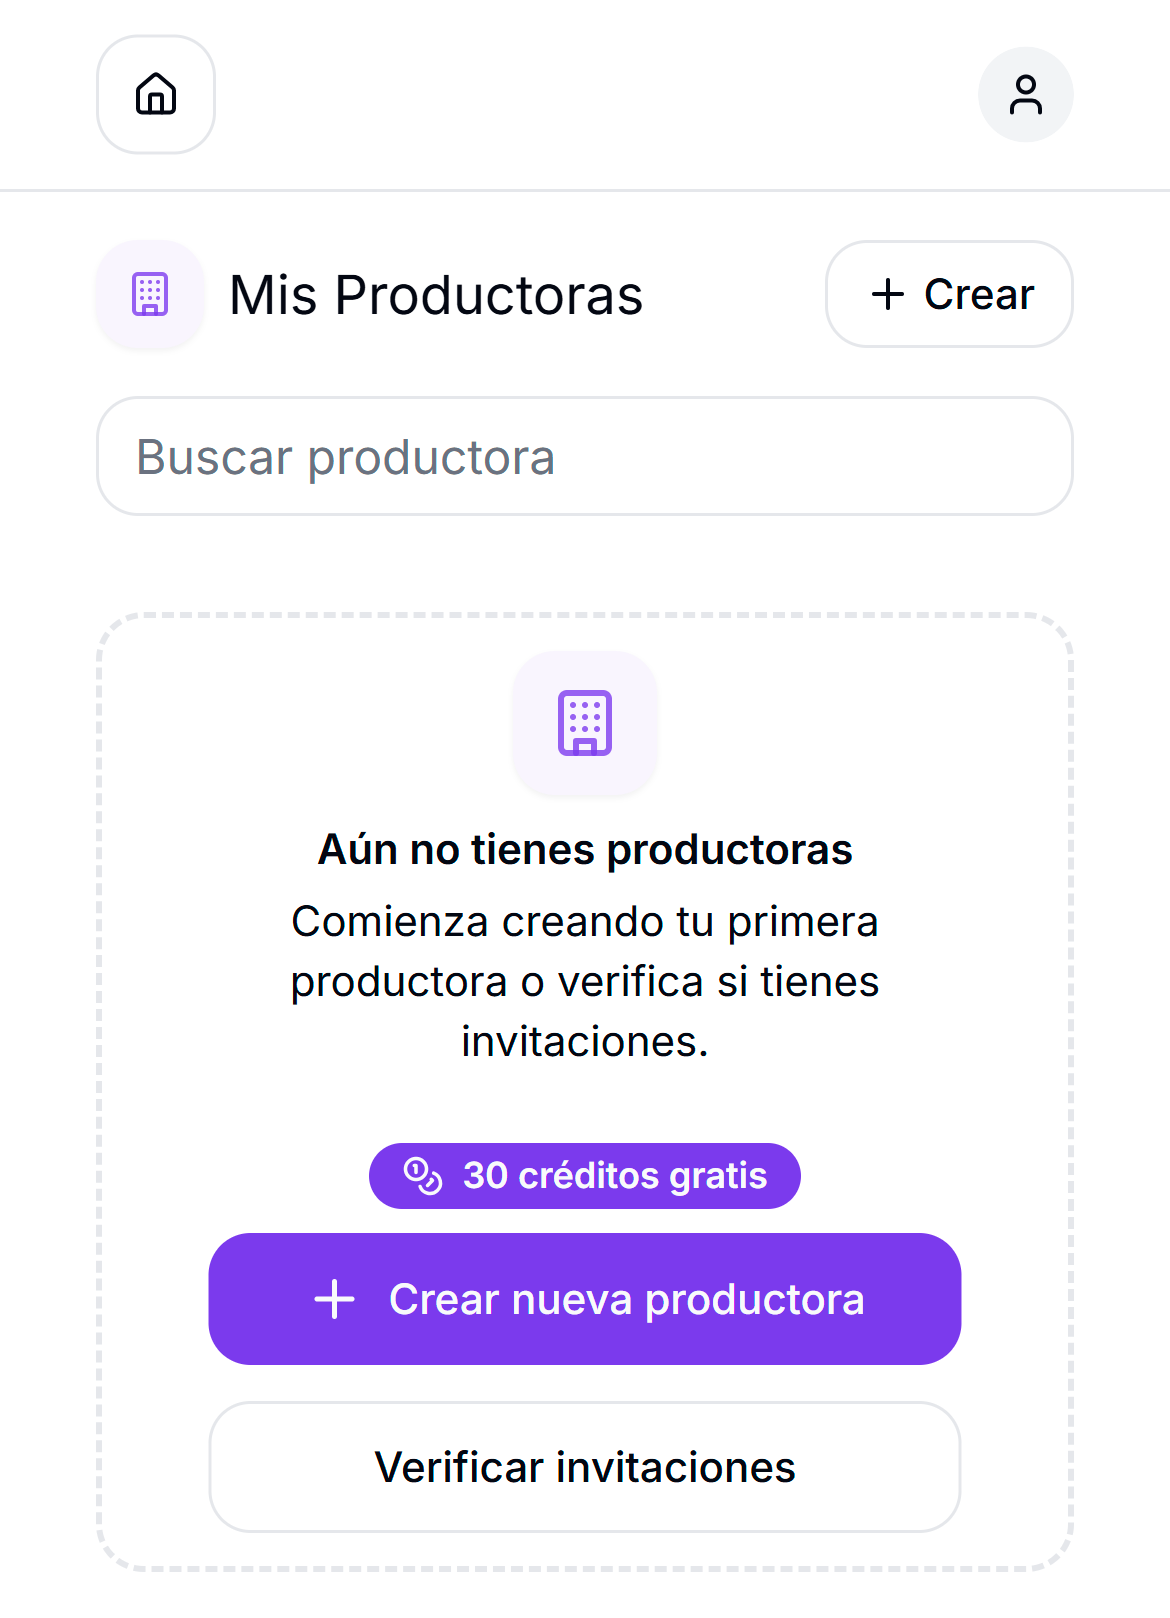 Mis Productoras
Crear
Buscar productora
Aún no tienes productoras
Comienza creando tu primera
productora o verifica si tienes
invitaciones.
30 créditos gratis
Crear nueva productora
Verificar invitaciones